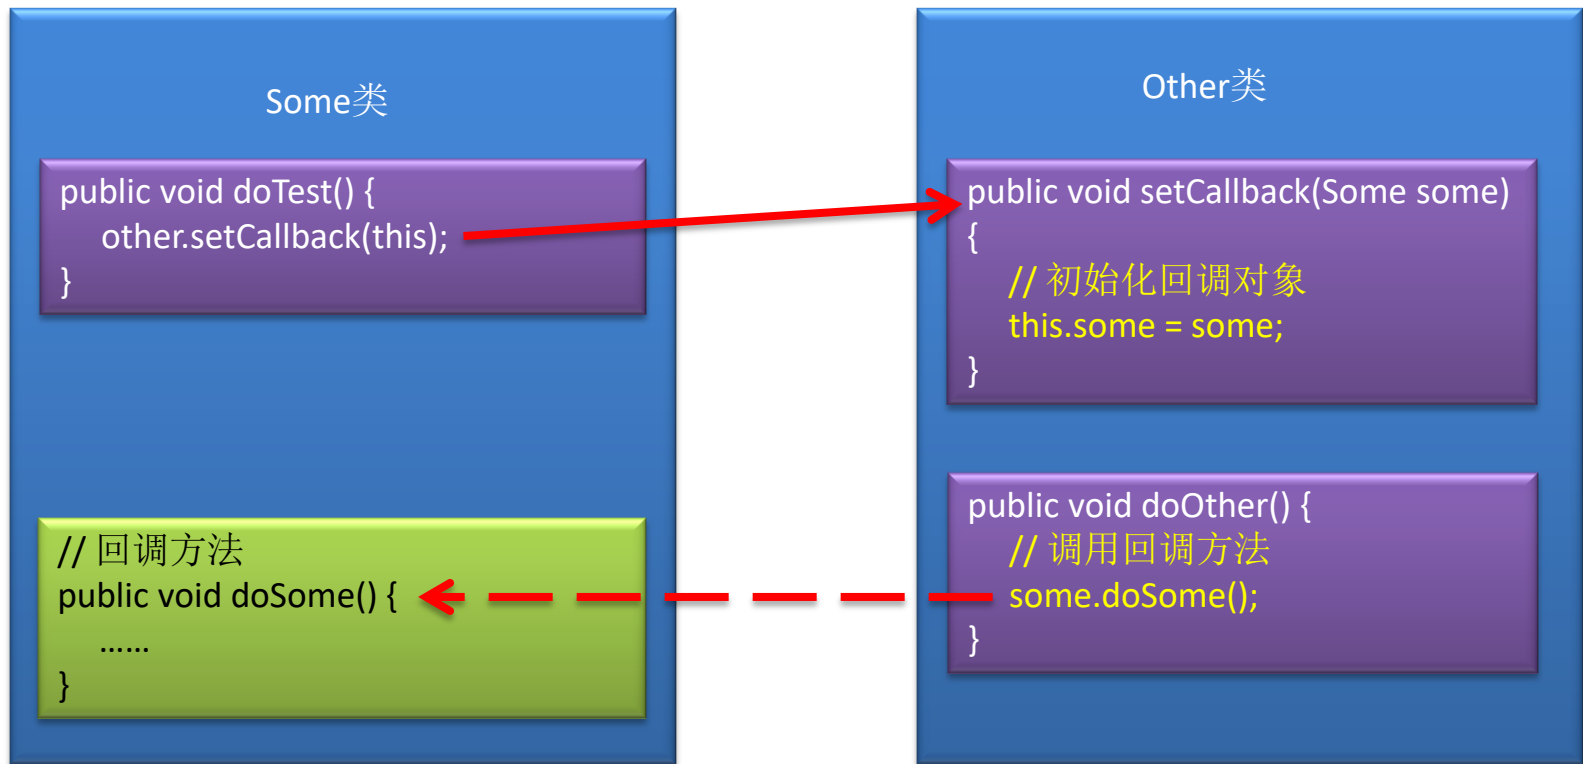 Some类
public void doTest() {
other.setCallback(this);
}
// 回调方法
public void doSome() {
……
}
Other类
public void setCallback(Some some)
{
// 初始化回调对象
this.some = some;
}
public void doOther() {
// 调用回调方法
some.doSome();
}